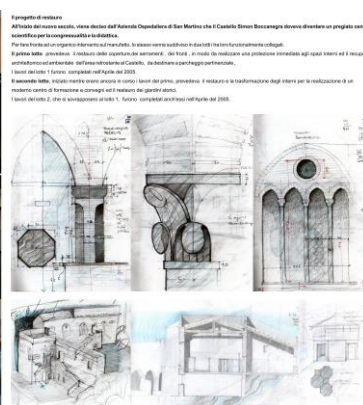 Il progetto di restauro
All'inizio del nuovo secolo, viene deciso dall'Azienda Ospedaliera di San Martino che il Castello Simon Boccanegra doveva diventare un pregiato centro
scientifico per la congressualità e la didattica.
Per fare fronte ad un organico intervento sul manufatto, lo stesso venne suddiviso in due lotti tra loro funzionalmente collegati.
Il primo lotto prevedeva il restauro delle coperture, dei serramenti, dei fronti, in modo da realizzare una protezione immediata agli spazi interni ed il recupero
architettonico ed ambientale dell'area retrostante al Castello, da destinare a parcheggio pertinenziale.
I lavori del lotto 1 furono completati nell'Aprile del 2005.
Il secondo lotto, iniziato mentre erano ancora in corso i lavori del primo, prevedeva il restauro e la trasformazione degli interni per la realizzazione di un
moderno centro di formazione e convegni ed il restauro dei giardini storici.
I lavori del lotto 2, che si sovrapposero al lotto 1, furono completati anch'essi nell'Aprile del 2005.